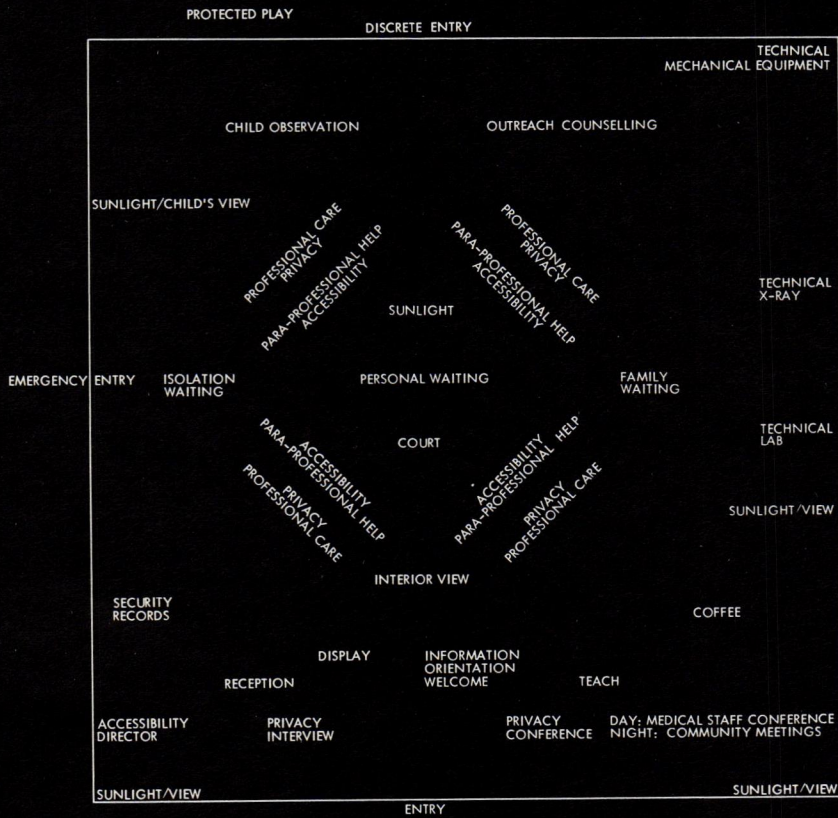 PROTECTED PLAY
DISCRETE ENTRY
TECHNICAL
MECHANICAL EQUIPMENT
CHILD OBSERVATION
OUTREACH COUNSELLING
SUNLIGHT/CHILD'S VIEW
PROFESSIONAL CARE
PRIVACY
PARA-PROFESSIONAL HELP
ACCESSIBILITY
PROFESSIONAL CARE
PRIVACY
PARA-PROFESSIONAL HELP
ACCESSIBILITY
TECHNICAL
X-RAY
SUNLIGHT
EMERGENCY ENTRY
ISOLATION
WAITING
PERSONAL WAITING
FAMILY
WAITING
COURT
TECHNICAL
LAB
ACCESSIBILITY
PARA-PROFESSIONAL HELP
PRIVACY
PROFESSIONAL CARE
ACCESSIBILITY
PARA-PROFESSIONAL HELP
PRIVACY
PROFESSIONAL CARE
SUNLIGHT/VIEW
INTERIOR VIEW
SECURITY
RECORDS
COFFEE
DISPLAY
INFORMATION
ORIENTATION
WELCOME
RECEPTION
TEACH
ACCESSIBILITY
DIRECTOR
PRIVACY
INTERVIEW
PRIVACY
CONFERENCE
DAY: MEDICAL STAFF CONFERENCE
NIGHT: COMMUNITY MEETINGS
SUNLIGHT/VIEW
SUNLIGHT/VIEW
ENTRY